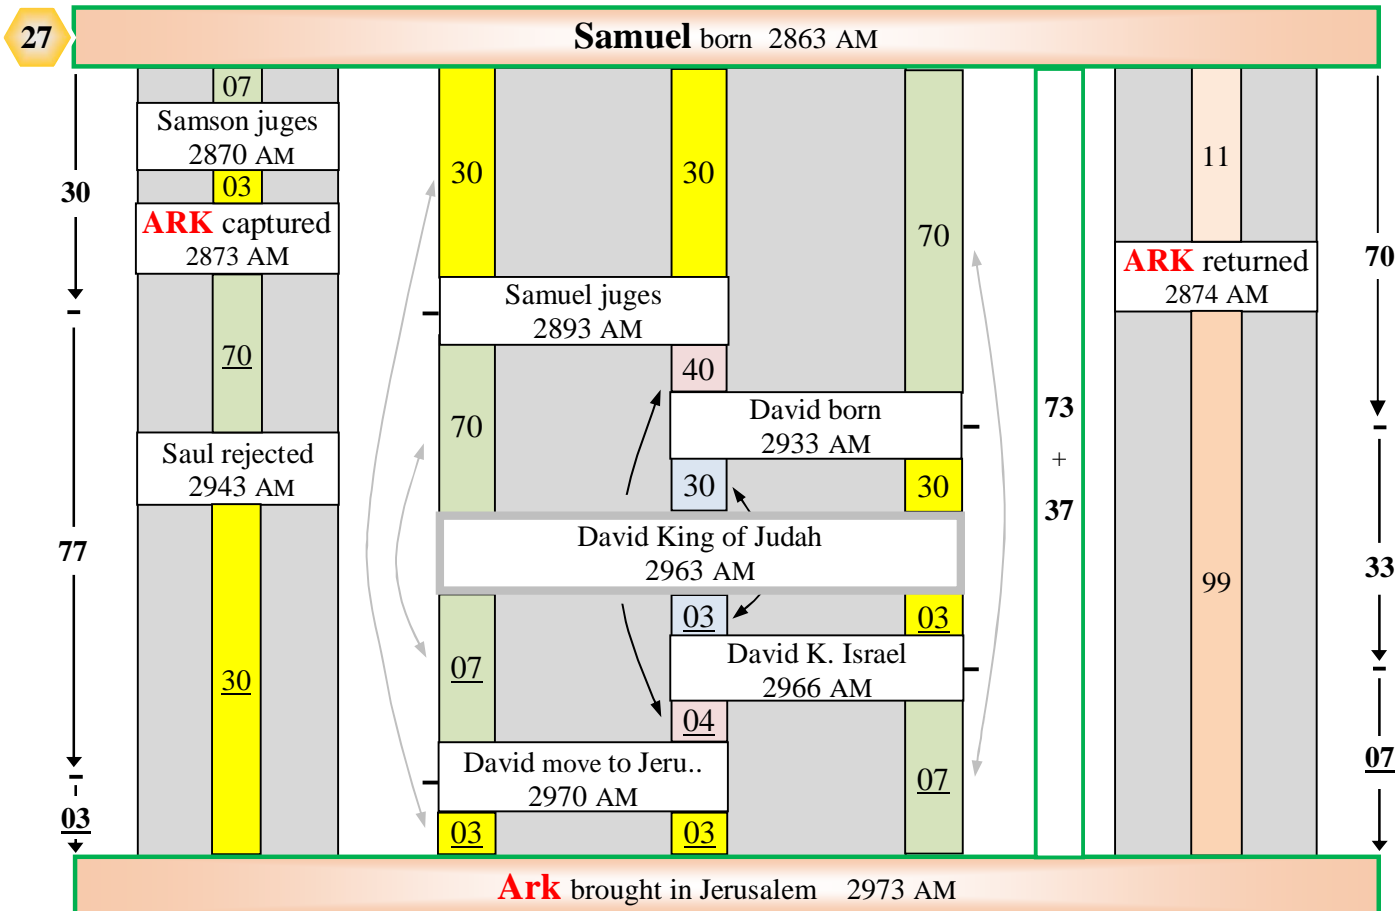 27
Samuel born 2863 AM
07
Samson juges
2870 AM
03
ARK captured
2873 AM
70
Saul rejected
2943 AM
30
30
77
03
30
30
70
Samuel juges
2893 AM
40
70
David born
2933 AM
30
30
David King of Judah
2963 AM
03
03
07
David K. Israel
2966 AM
04
David move to Jeru..
2970 AM
07
03
03
73
+
37
11
ARK returned
2874 AM
99
70
33
07
Ark brought in Jerusalem 2973 AM